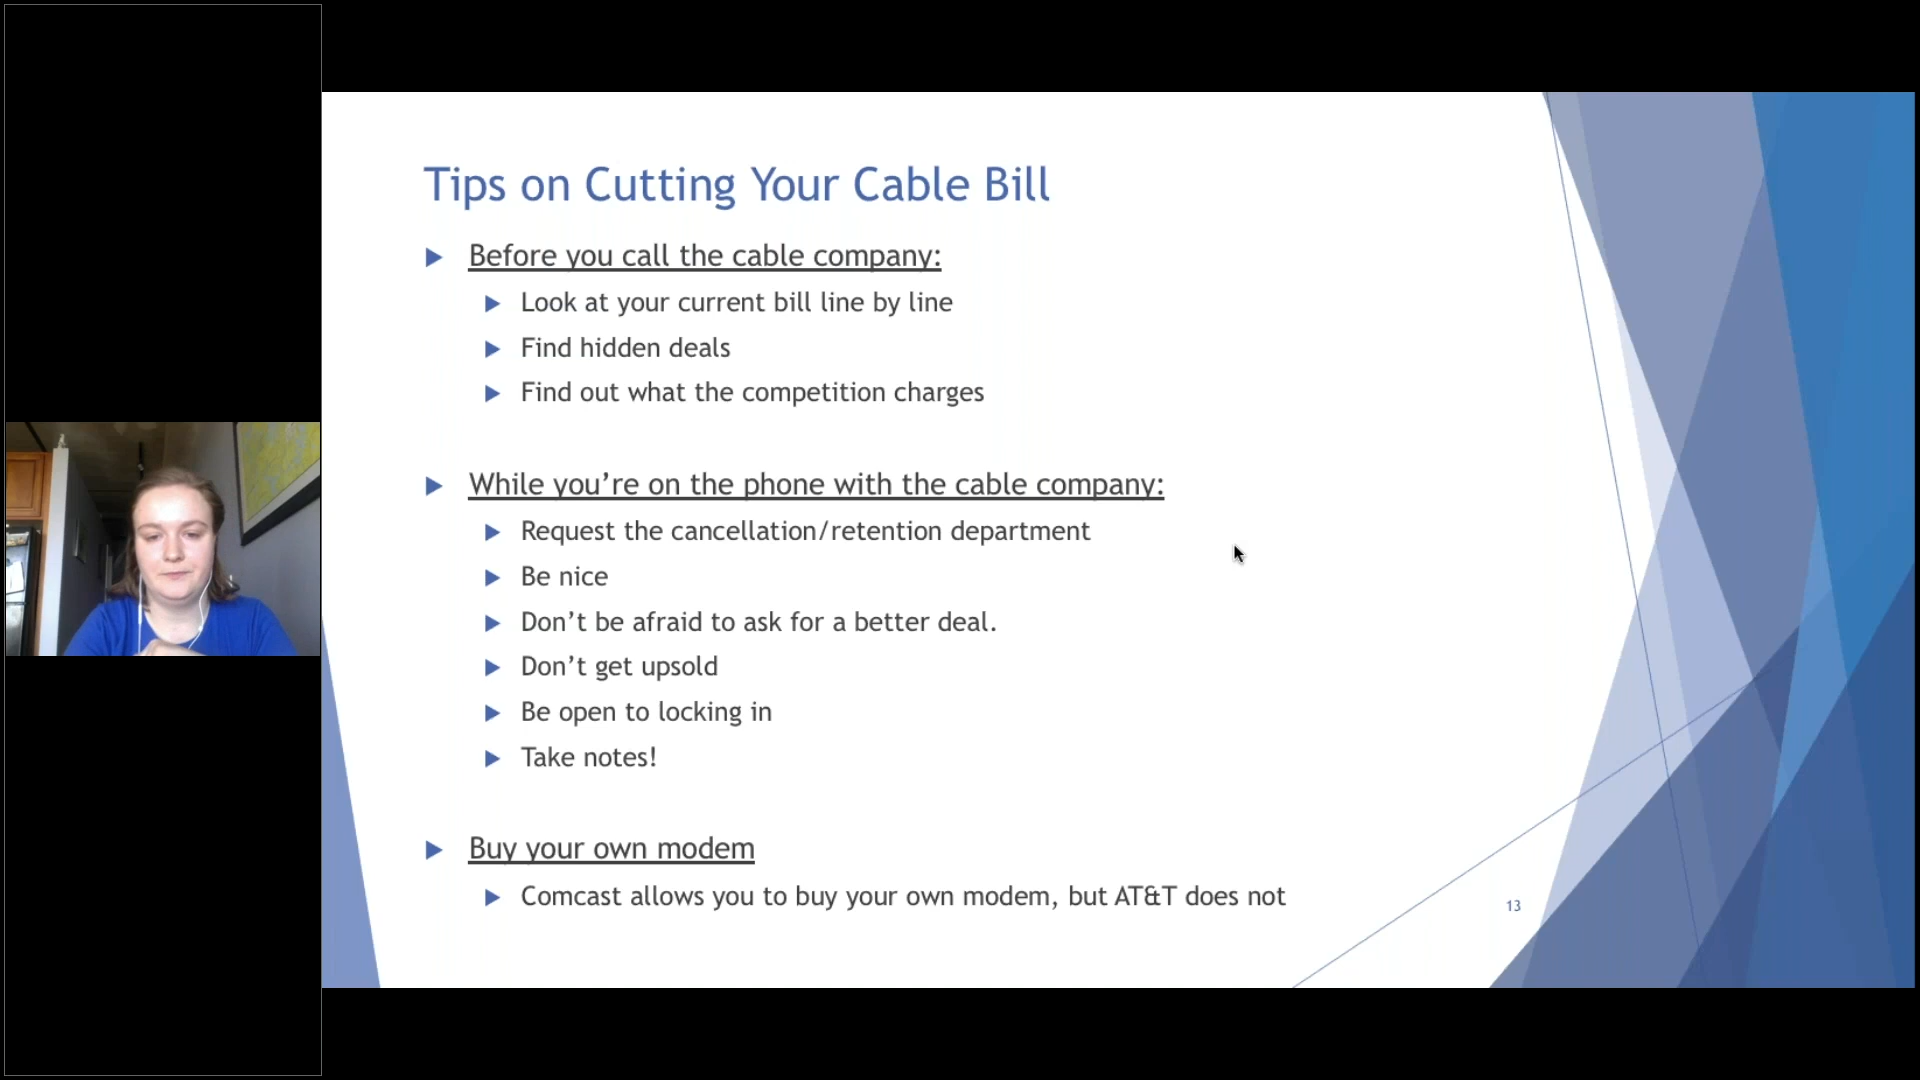 Tips on Cutting Your Cable Bill
Before you call the cable company:
Look at your current bill line by line
Find hidden deals
Find out what the competition charges
While you’re on the phone with the cable company:
Request the cancellation/retention department
Be nice
Don’t be afraid to ask for a better deal.
Don’t get upsold
Be open to locking in
Take notes!
Buy your own modem
Comcast allows you to buy your own modem, but AT&T does not
13